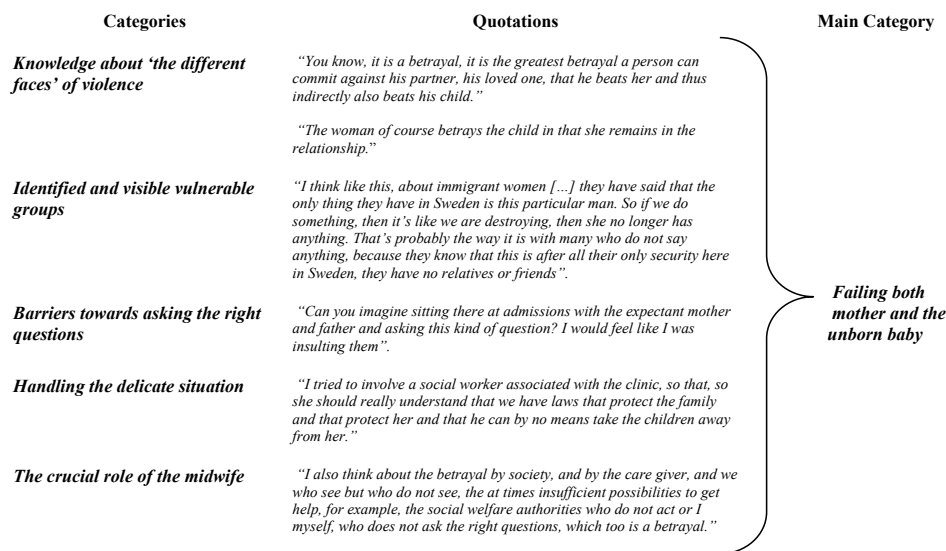 Categories
Quotations
Main Category
Knowledge about ‘the different
faces’ of violence
“You know, it is a betrayal, it is the greatest betrayal a person can
commit against his partner, his loved one, that he beats her and thus
indirectly also beats his child.”
“The woman of course betrays the child in that she remains in the
relationship.”
Identified and visible vulnerable
groups
“I think like this, about immigrant women [...] they have said that the
only thing they have in Sweden is this particular man. So if we do
something, then it’s like we are destroying, then she no longer has
anything. That’s probably the way it is with many who do not say
anything, because they know that this is after all their only security here
in Sweden, they have no relatives or friends”.
Barriers towards asking the right
questions
“Can you imagine sitting there at admissions with the expectant mother
and father and asking this kind of question? I would feel like I was
insulting them”.
Handling the delicate situation
“I tried to involve a social worker associated with the clinic, so that, so
she should really understand that we have laws that protect the family
and that protect her and that he can by no means take the children away
from her.”
The crucial role of the midwife
“I also think about the betrayal by society, and by the care giver, and we
who see but who do not see, the at times insufficient possibilities to get
help, for example, the social welfare authorities who do not act or I
myself, who does not ask the right questions, which too is a betrayal.”
Failing both
mother and the
unborn baby